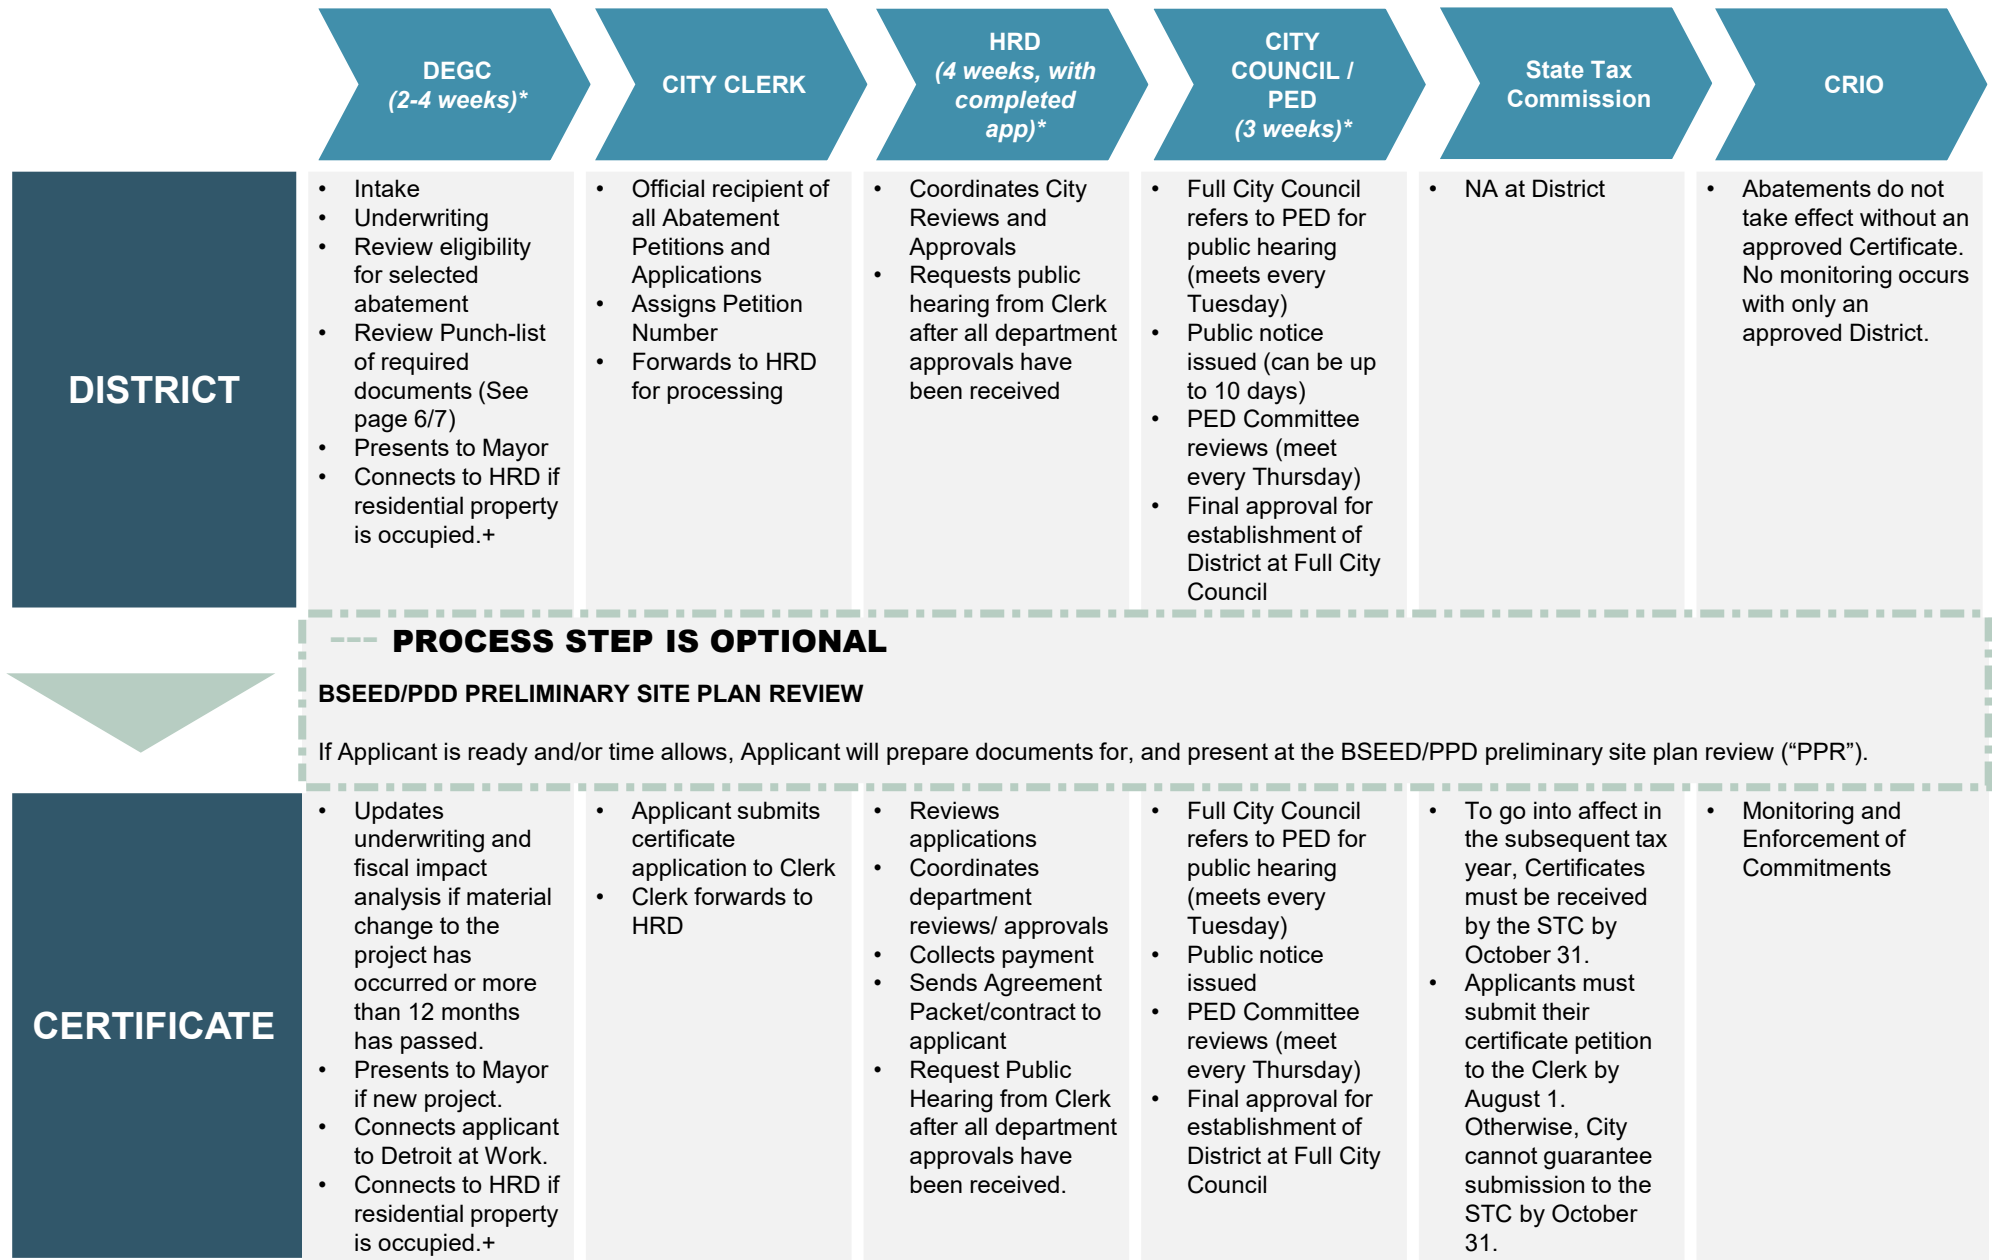 DEGC
(2-4 weeks)*
CITY CLERK
HRD
(4 weeks, with
completed
app)*
CITY
COUNCIL /
PED
(3 weeks)*
State Tax
Commission
CRIO
DISTRICT
• Intake
• Underwriting
• Review eligibility
for selected
abatement
• Review Punch-list
of required
documents (See
page 6/7)
• Presents to Mayor
• Connects to HRD if
residential property
is occupied.+
• Official recipient of
all Abatement
Petitions and
Applications
• Assigns Petition
Number
• Forwards to HRD
for processing
• Coordinates City
Reviews and
Approvals
• Requests public
hearing from Clerk
after all department
approvals have
been received
• Full City Council
refers to PED for
public hearing
(meets every
Tuesday)
• Public notice
issued (can be up
to 10 days)
• PED Committee
reviews (meet
every Thursday)
• Final approval for
establishment of
District at Full City
Council
• NA at District
• Abatements do not
take effect without an
approved Certificate.
No monitoring occurs
with only an
approved District.
--- PROCESS STEP IS OPTIONAL
BSEED/PDD PRELIMINARY SITE PLAN REVIEW
If Applicant is ready and/or time allows, Applicant will prepare documents for, and present at the BSEED/PPD preliminary site plan review (“PPR”).
CERTIFICATE
• Updates
underwriting and
fiscal impact
analysis if material
change to the
project has
occurred or more
than 12 months
has passed.
• Presents to Mayor
if new project.
• Connects applicant
to Detroit at Work.
• Connects to HRD if
residential property
is occupied.+
• Applicant submits
certificate
application to Clerk
• Clerk forwards to
HRD
• Reviews
applications
• Coordinates
department
reviews/ approvals
• Collects payment
• Sends Agreement
Packet/contract to
applicant
• Request Public
Hearing from Clerk
after all department
approvals have
been received.
• Full City Council
refers to PED for
public hearing
(meets every
Tuesday)
• Public notice
issued
• PED Committee
reviews (meet
every Thursday)
• Final approval for
establishment of
District at Full City
Council
• To go into affect in
the subsequent tax
year, Certificates
must be received
by the STC by
October 31.
• Applicants must
submit their
certificate petition
to the Clerk by
August 1.
Otherwise, City
cannot guarantee
submission to the
STC by October
31.
• Monitoring and
Enforcement of
Commitments